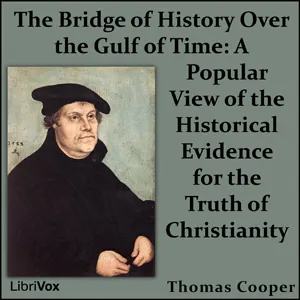 The Bridge of History Over
the Gulf of Time: A
Popular
View of the
Historical
Evidence
for the
Truth of
Christianity
LibriVox
Thomas Cooper